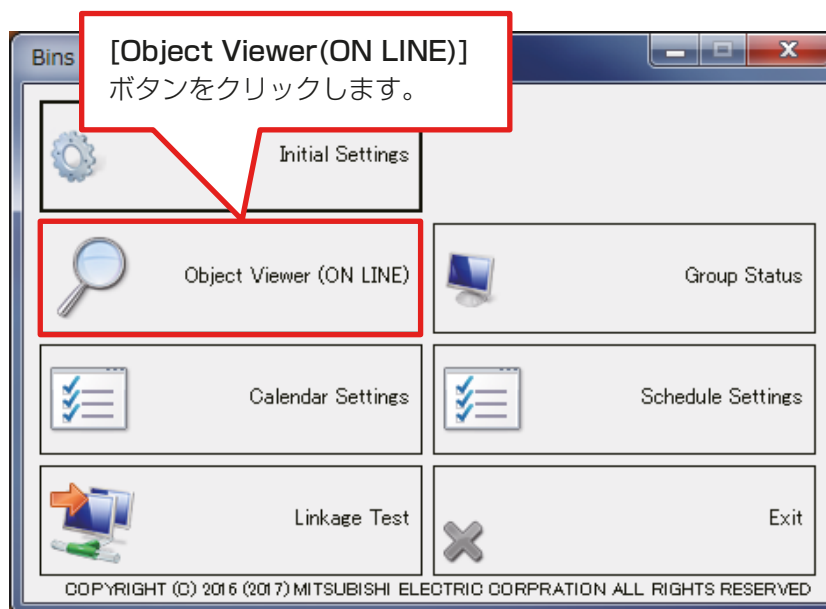 Bins
[Object Viewer(ON LINE)]
ボタンをクリックします。
Initial Settings
Object Viewer (ON LINE)
Group Status
Calendar Settings
Schedule Settings
Linkage Test
Exit
COPYRIGHT (C) 2016 (2017) MITSUBISHI ELECTRIC CORPRATION ALL RIGHTS RESERVED